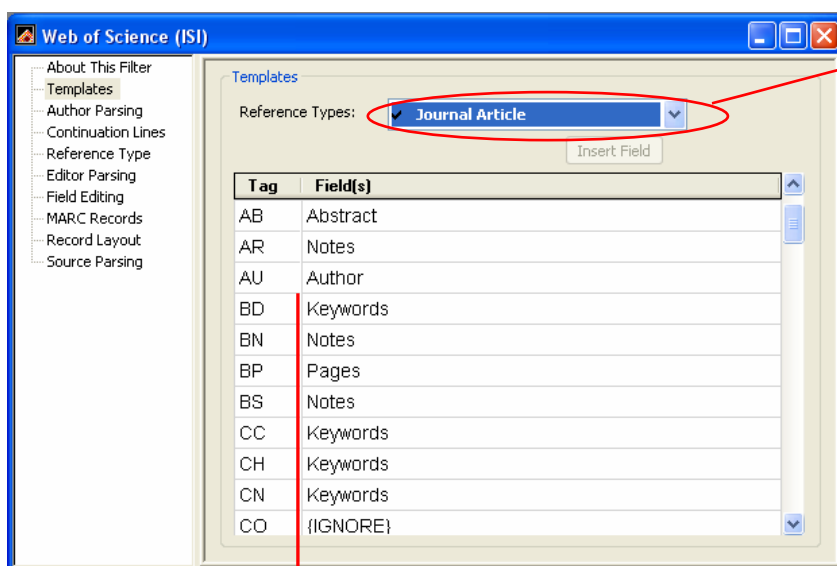 Web of Science (ISI)
About This Filter
Templates
Author Parsing
Continuation Lines
Reference Type
Editor Parsing
Field Editing
MARC Records
Record Layout
Source Parsing
Templates
Reference Types: Journal Article
Insert Field
Tag Field(s)
AB Abstract
AR Notes
AU Author
BD Keywords
BN Notes
BP Pages
BS Notes
CC Keywords
CH Keywords
CN Keywords
CO {IGNORE}